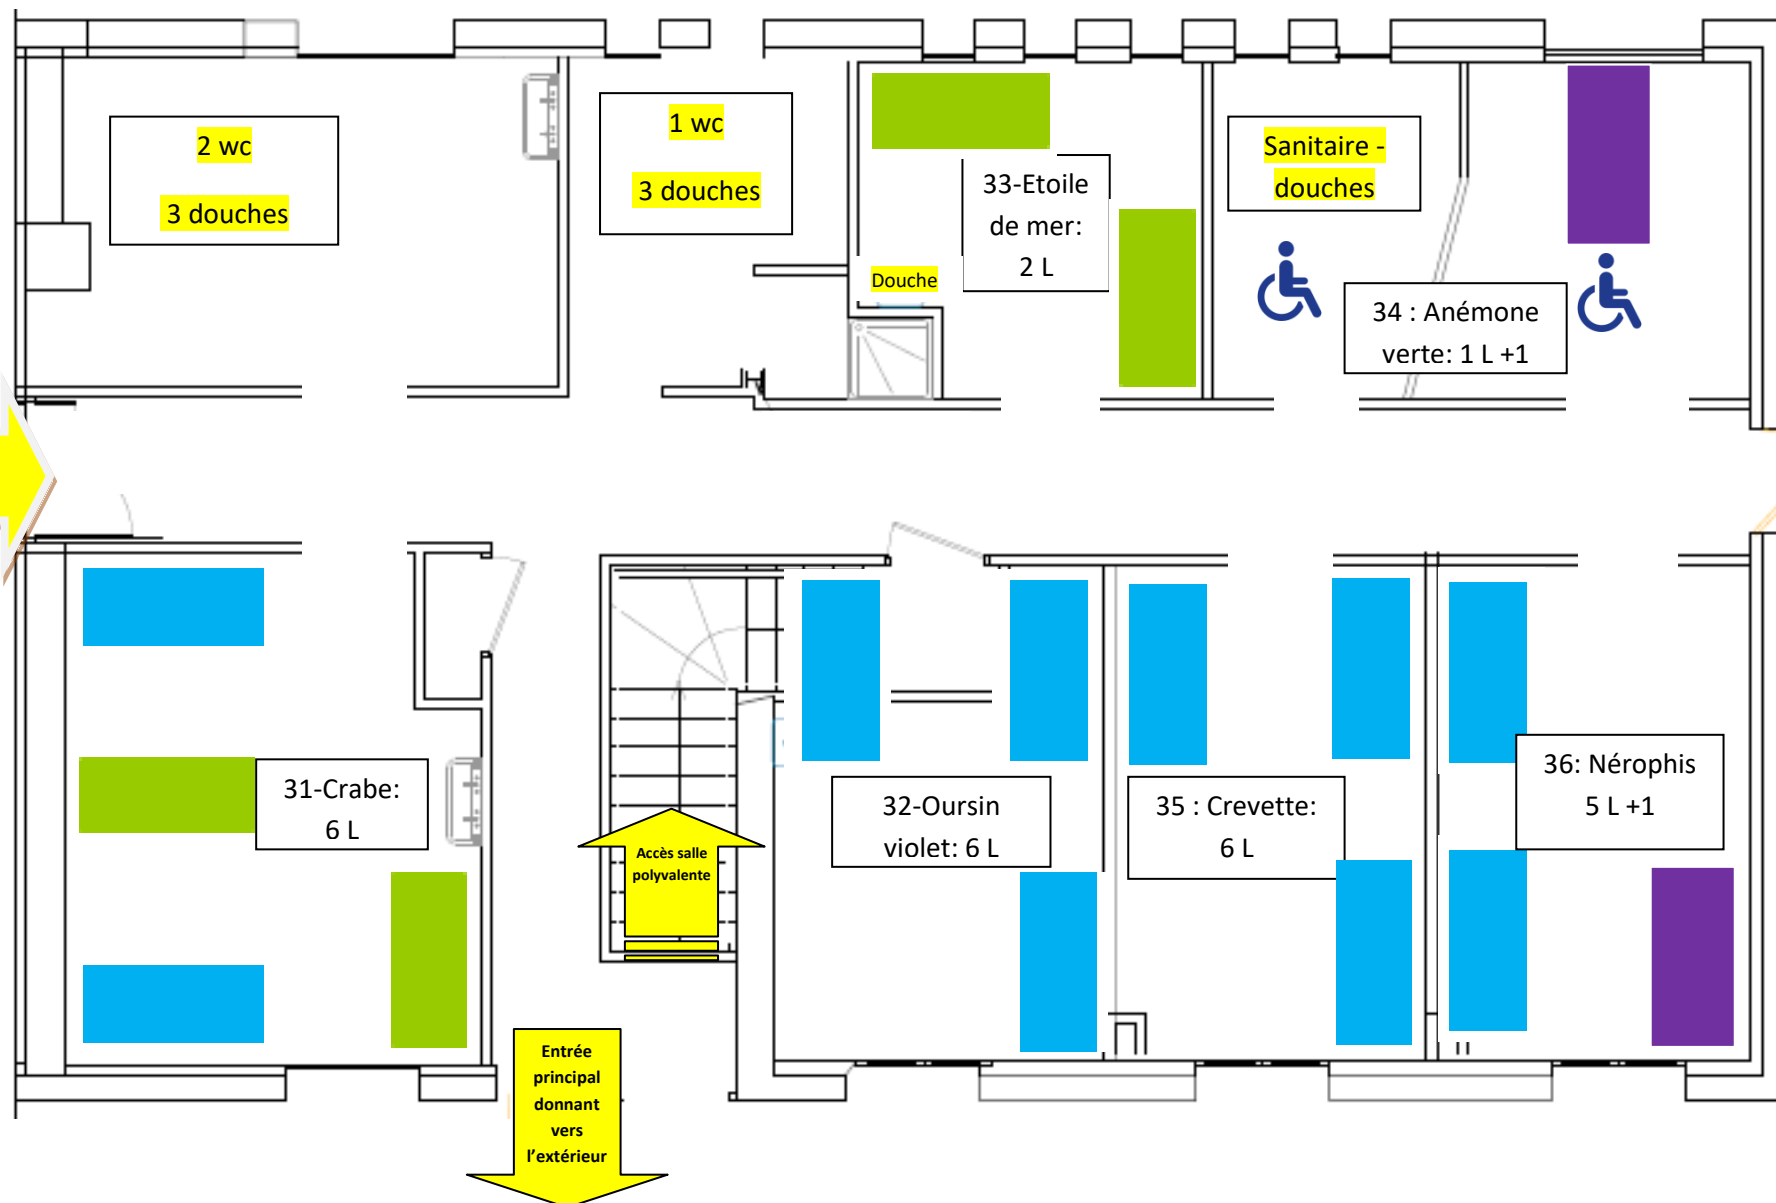 2 wc
3 douches
1 wc
3 douches
33-Etoile
de mer:
2 L
Douche
Sanitaire -
douches
34 : Anémone
verte: 1 L +1
31-Crabe:
6 L
Accès salle
polyvalente
32-Oursin
violet: 6 L
35 : Crevette:
6 L
36: Nérophis
5 L +1
Entrée
principal
donnant
vers
l'extérieur